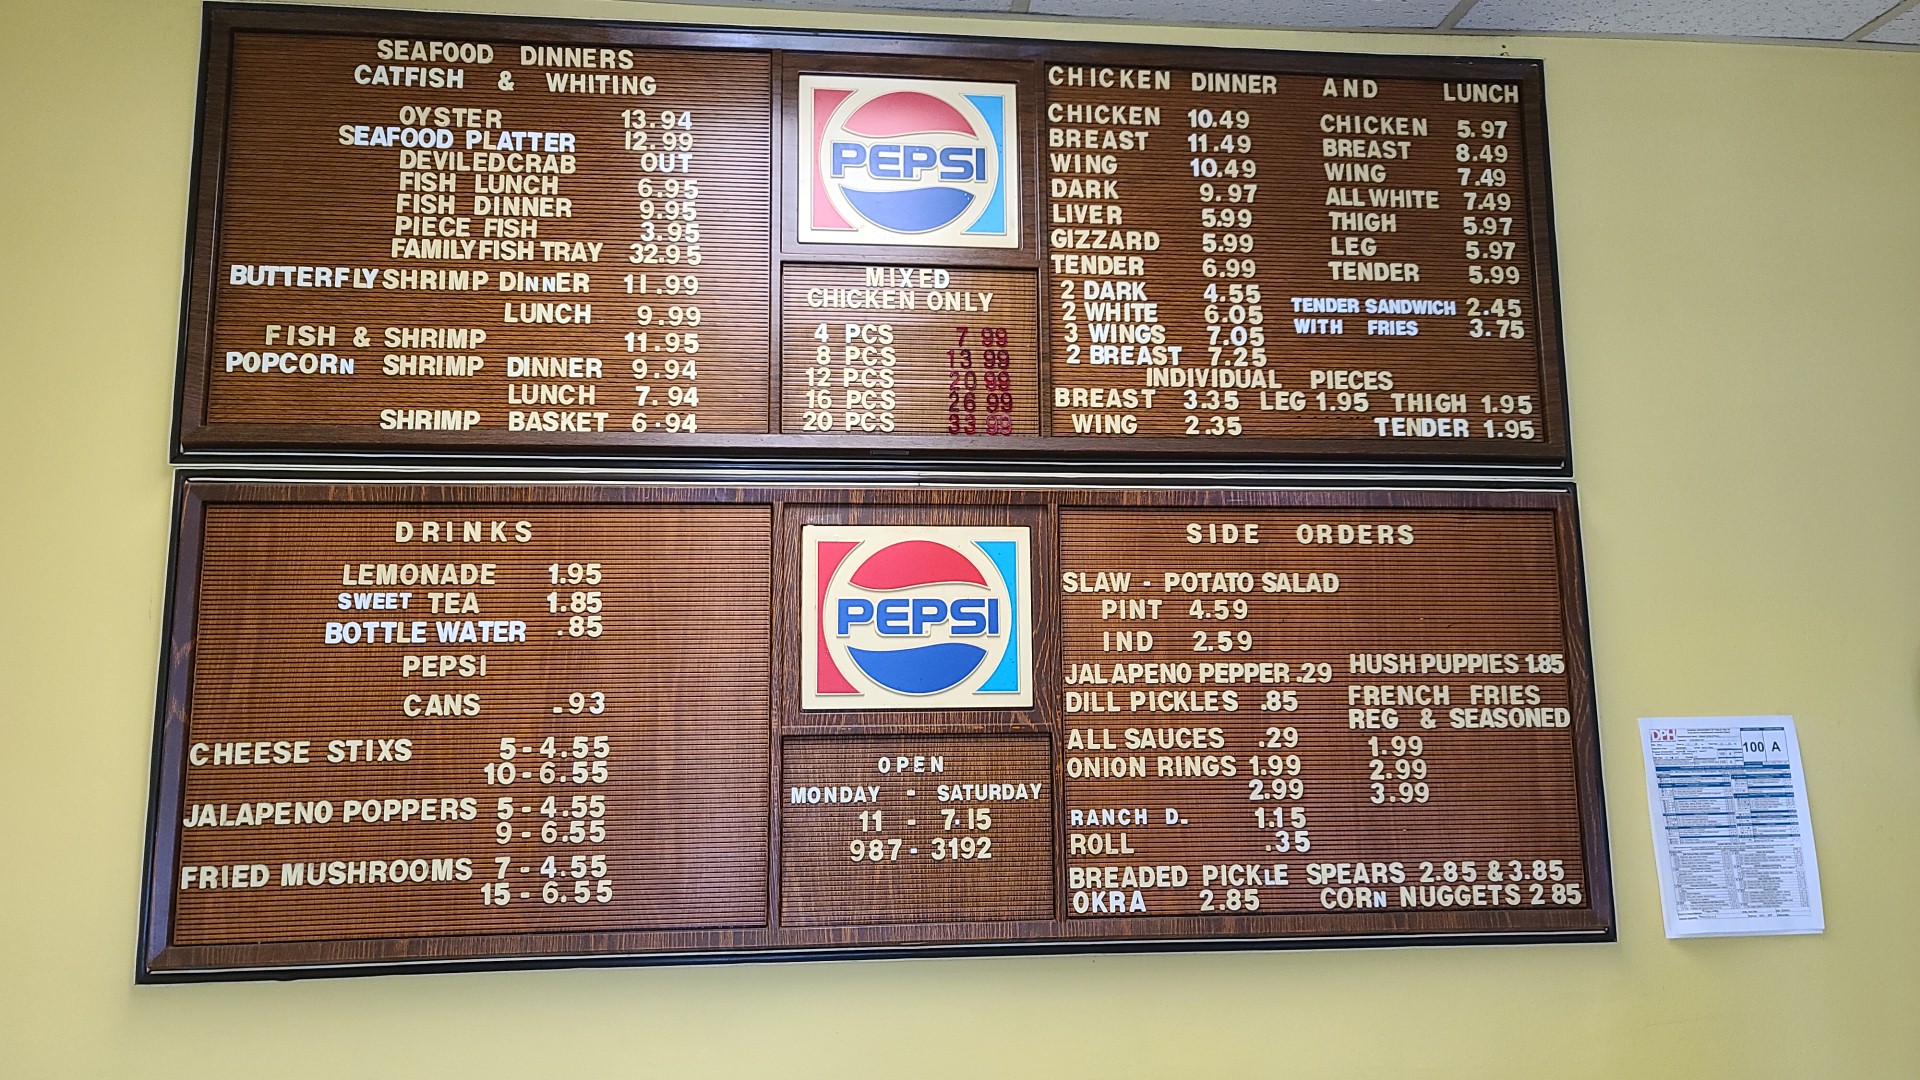 SEAFOOD DINNERS
CATFISH & WHITING
OYSTER 13.94
SEAFOOD PLATTER 12.99
DEVILEDCRAB OUT
FISH LUNCH 6.95
FISH DINNER 9.95
PIECE FISH 3.95
FAMILY FISH TRAY 32.95
BUTTERFLY SHRIMP DInnER 11.99
LUNCH 9.99
FISH & SHRIMP 11.95
POPCORn SHRIMP DINNER 9.94
LUNCH 7.94
SHRIMP BASKET 6.94
PEPSI
MIXED
CHICKEN ONLY
4 PCS 7 99
8 PCS 13 99
12 PCS 20 99
16 PCS 26 99
20 PCS 33 99
CHICKEN DINNER AND LUNCH
CHICKEN 10.49
BREAST 11.49
WING 10.49
DARK 9.97
LIVER 5.99
GIZZARD 5.99
TENDER 6.99
2 DARK 4.55
2 WHITE 6.05
3 WINGS 7.05
2 BREAST 7.25
CHICKEN 5.97
BREAST 8.49
WING 7.49
ALL WHITE 7.49
THIGH 5.97
LEG 5.97
TENDER 5.99
TENDER SANDWICH 2.45
WITH FRIES 3.75
INDIVIDUAL PIECES
BREAST 3.35 LEG 1.95 THIGH 1.95
WING 2.35 TENDER 1.95
DRINKS
LEMONADE 1.95
SWEET TEA 1.85
BOTTLE WATER .85
PEPSI
CANS .93
CHEESE STIXS 5-4.55
10-6.55
JALAPENO POPPERS 5-4.55
9-6.55
FRIED MUSHROOMS 7-4.55
15-6.55
PEPSI
OPEN
MONDAY - SATURDAY
11 - 7.15
987-3192
SIDE ORDERS
SLAW - POTATO SALAD
PINT 4.59
IND 2.59
JALAPENO PEPPER .29
DILL PICKLES .85
ALL SAUCES .29
ONION RINGS 1.99
2.99
RANCH D. 1.15
ROLL .35
HUSH PUPPIES 1.85
FRENCH FRIES
REG & SEASONED
1.99
2.99
3.99
BREADED PICKLE SPEARS 2.85 & 3.85
OKRA 2.85 CORn NUGGETS 2 85
DPH
100 A